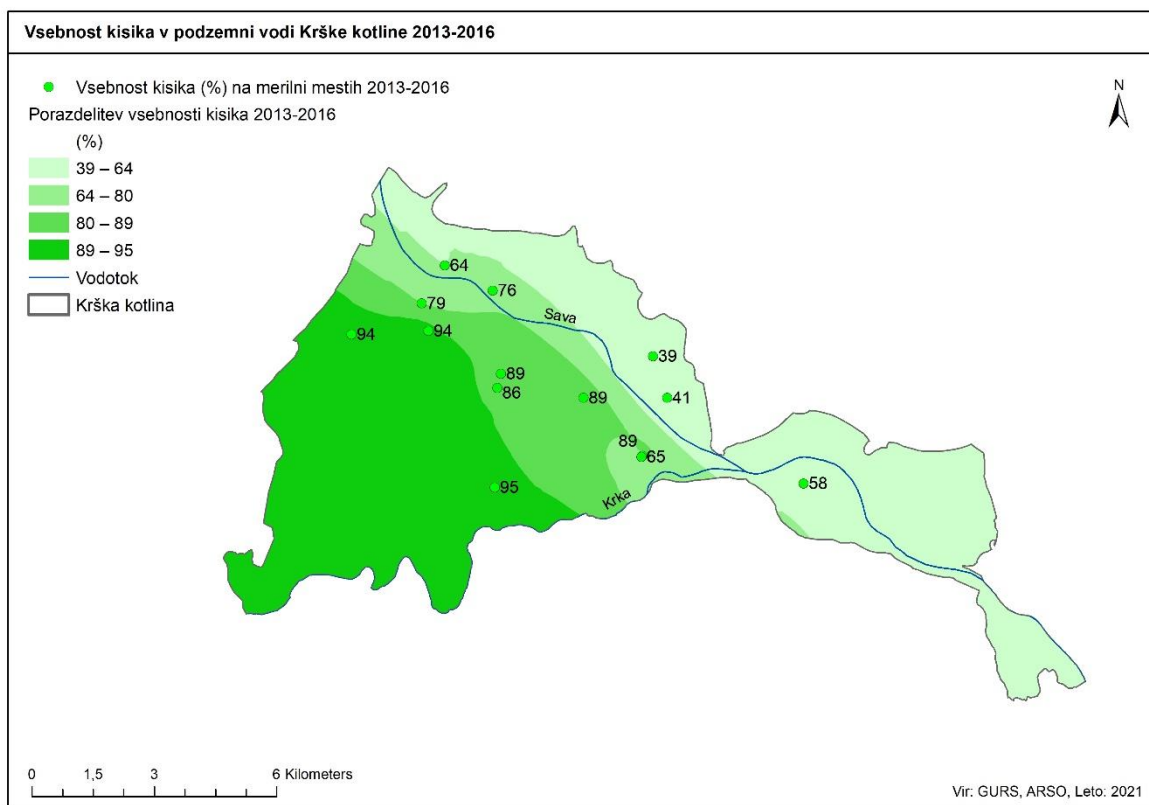 Vsebnost kisika v podzemni vodi Krške kotline 2013-2016
Vsebnost kisika (%) na merilni mestih 2013-2016
Porazdelitev vsebnosti kisika 2013-2016
(%)
39 – 64
64 – 80
80 – 89
89 – 95
Vodotok
Krška kotlina
N
64
76
79
Sava
94
94
39
89
86
89
41
89
65
58
95
Krka
0 1,5 3 6 Kilometers
Vir: GURS, ARSO, Leto: 2021